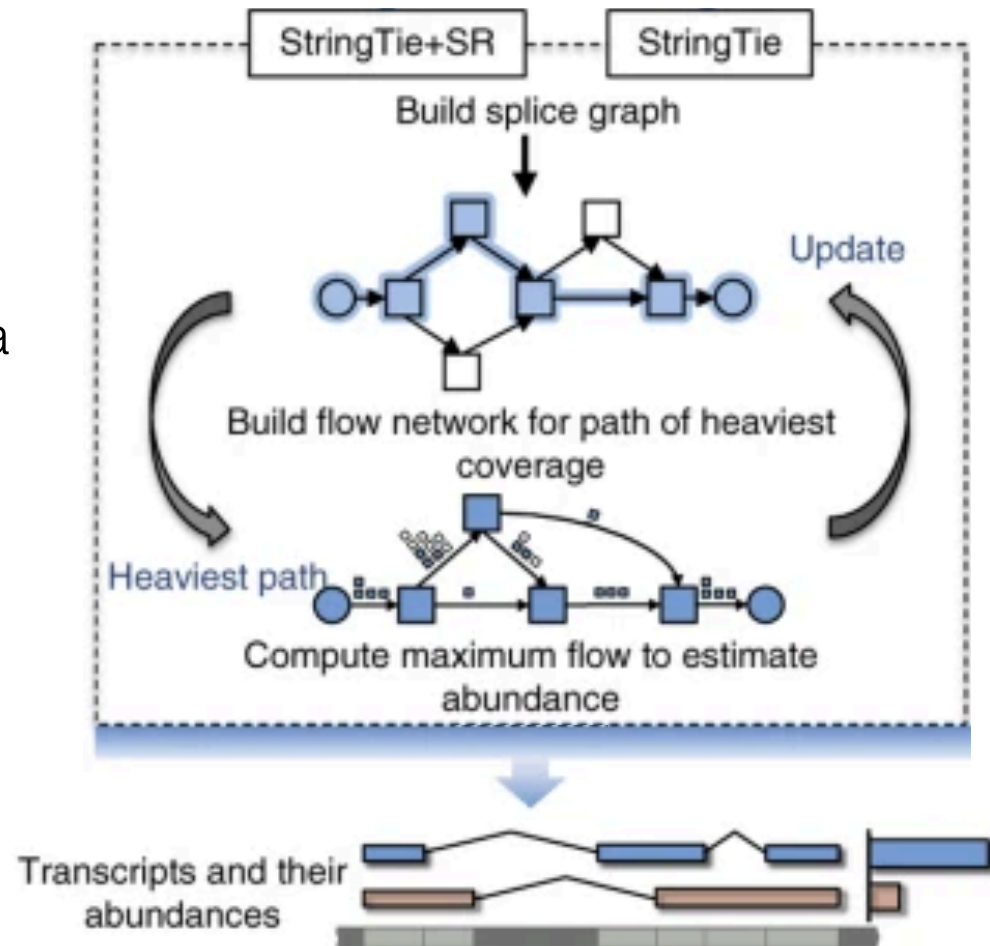 StringTie+SR
StringTie
Build splice graph
Update
a
Build flow network for path of heaviest
coverage
Heaviest path
Compute maximum flow to estimate
abundance
Transcripts and their
abundances